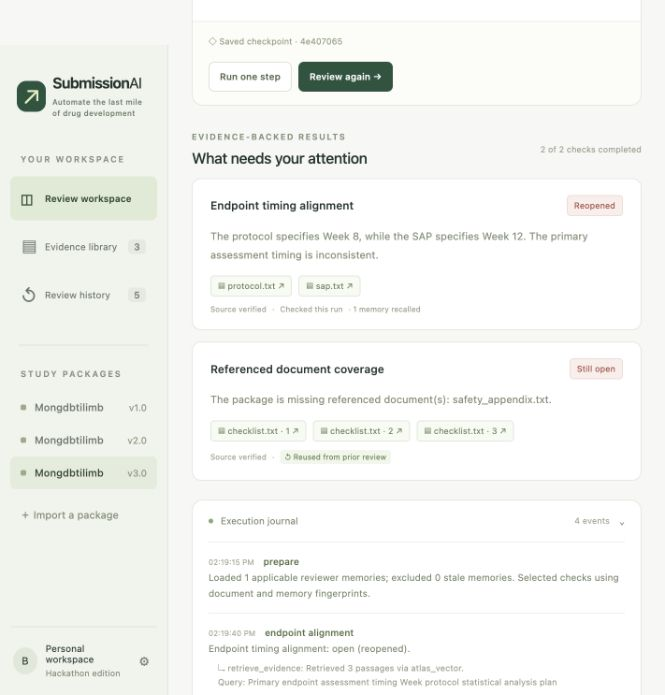 SubmissionAI
Automate the last mile
of drug development
YOUR WORKSPACE
Review workspace
Evidence library 3
Review history 5
STUDY PACKAGES
Mongdbtilimb v1.0
Mongdbtilimb v2.0
Mongdbtilimb v3.0
+ Import a package
B
Personal
workspace
Hackathon edition
◇ Saved checkpoint · 4e407065
Run one step
Review again →
EVIDENCE-BACKED RESULTS
What needs your attention
2 of 2 checks completed
Endpoint timing alignment
Reopened
The protocol specifies Week 8, while the SAP specifies Week 12. The primary
assessment timing is inconsistent.
protocol.txt ↗ sap.txt ↗
Source verified · Checked this run · 1 memory recalled
Referenced document coverage
Still open
The package is missing referenced document(s): safety_appendix.txt.
checklist.txt · 1 ↗ checklist.txt · 2 ↗ checklist.txt · 3 ↗
Source verified · Reused from prior review
Execution journal
4 events
02:19:15 PM prepare
Loaded 1 applicable reviewer memories; excluded 0 stale memories. Selected checks using
document and memory fingerprints.
02:19:40 PM endpoint alignment
Endpoint timing alignment: open (reopened).
retrieve_evidence: Retrieved 3 passages via atlas_vector.
Query: Primary endpoint assessment timing Week protocol statistical analysis plan